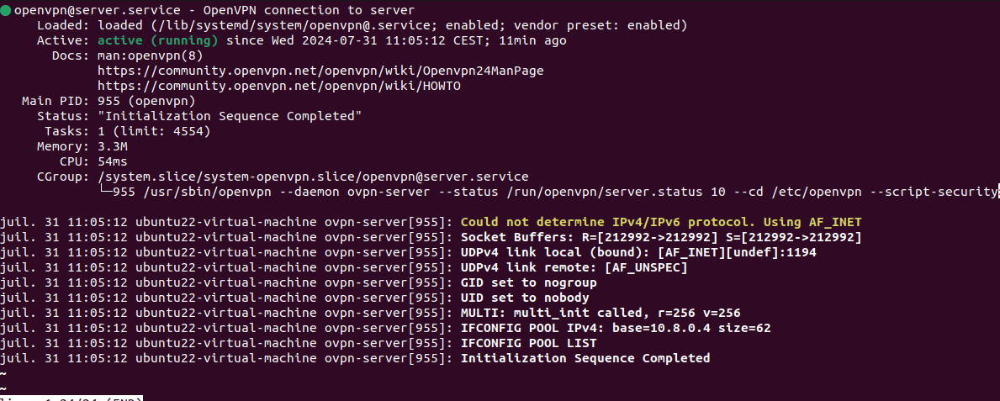 openvpn@server.service - OpenVPN connection to server
Loaded: loaded (/lib/systemd/system/openvpn@.service; enabled; vendor preset: enabled)
Active: active (running) since Wed 2024-07-31 11:05:12 CEST; 11min ago
Docs: man:openvpn(8)
https://community.openvpn.net/openvpn/wiki/Openvpn24ManPage
https://community.openvpn.net/openvpn/wiki/HOWTO
Main PID: 955 (openvpn)
Status: "Initialization Sequence Completed"
Tasks: 1 (limit: 4554)
Memory: 3.3M
CPU: 54ms
CGroup: /system.slice/system-openvpn.slice/openvpn@server.service
└─955 /usr/sbin/openvpn --daemon ovpn-server --status /run/openvpn/server.status 10 --cd /etc/openvpn --script-security
juil. 31 11:05:12 ubuntu22-virtual-machine ovpn-server[955]: Could not determine IPv4/IPv6 protocol. Using AF_INET
juil. 31 11:05:12 ubuntu22-virtual-machine ovpn-server[955]: Socket Buffers: R=[212992->212992] S=[212992->212992]
juil. 31 11:05:12 ubuntu22-virtual-machine ovpn-server[955]: UDPv4 link local (bound): [AF_INET][undef]:1194
juil. 31 11:05:12 ubuntu22-virtual-machine ovpn-server[955]: UDPv4 link remote: [AF_UNSPEC]
juil. 31 11:05:12 ubuntu22-virtual-machine ovpn-server[955]: GID set to nogroup
juil. 31 11:05:12 ubuntu22-virtual-machine ovpn-server[955]: UID set to nobody
juil. 31 11:05:12 ubuntu22-virtual-machine ovpn-server[955]: MULTI: multi_init called, r=256 v=256
juil. 31 11:05:12 ubuntu22-virtual-machine ovpn-server[955]: IFCONFIG POOL IPv4: base=10.8.0.4 size=62
juil. 31 11:05:12 ubuntu22-virtual-machine ovpn-server[955]: IFCONFIG POOL LIST
juil. 31 11:05:12 ubuntu22-virtual-machine ovpn-server[955]: Initialization Sequence Completed
~
~